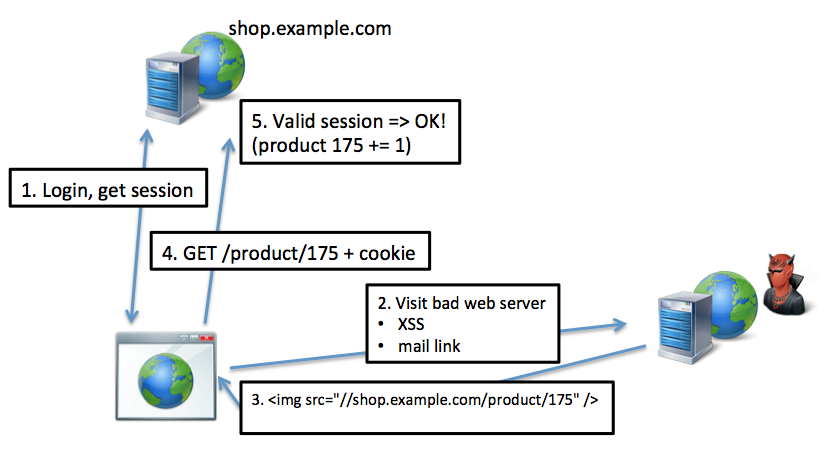 shop.example.com
5. Valid session => OK!
(product 175 += 1)
1. Login, get session
4. GET /product/175 + cookie
2. Visit bad web server
• XSS
• mail link
3. <img src="//shop.example.com/product/175" />